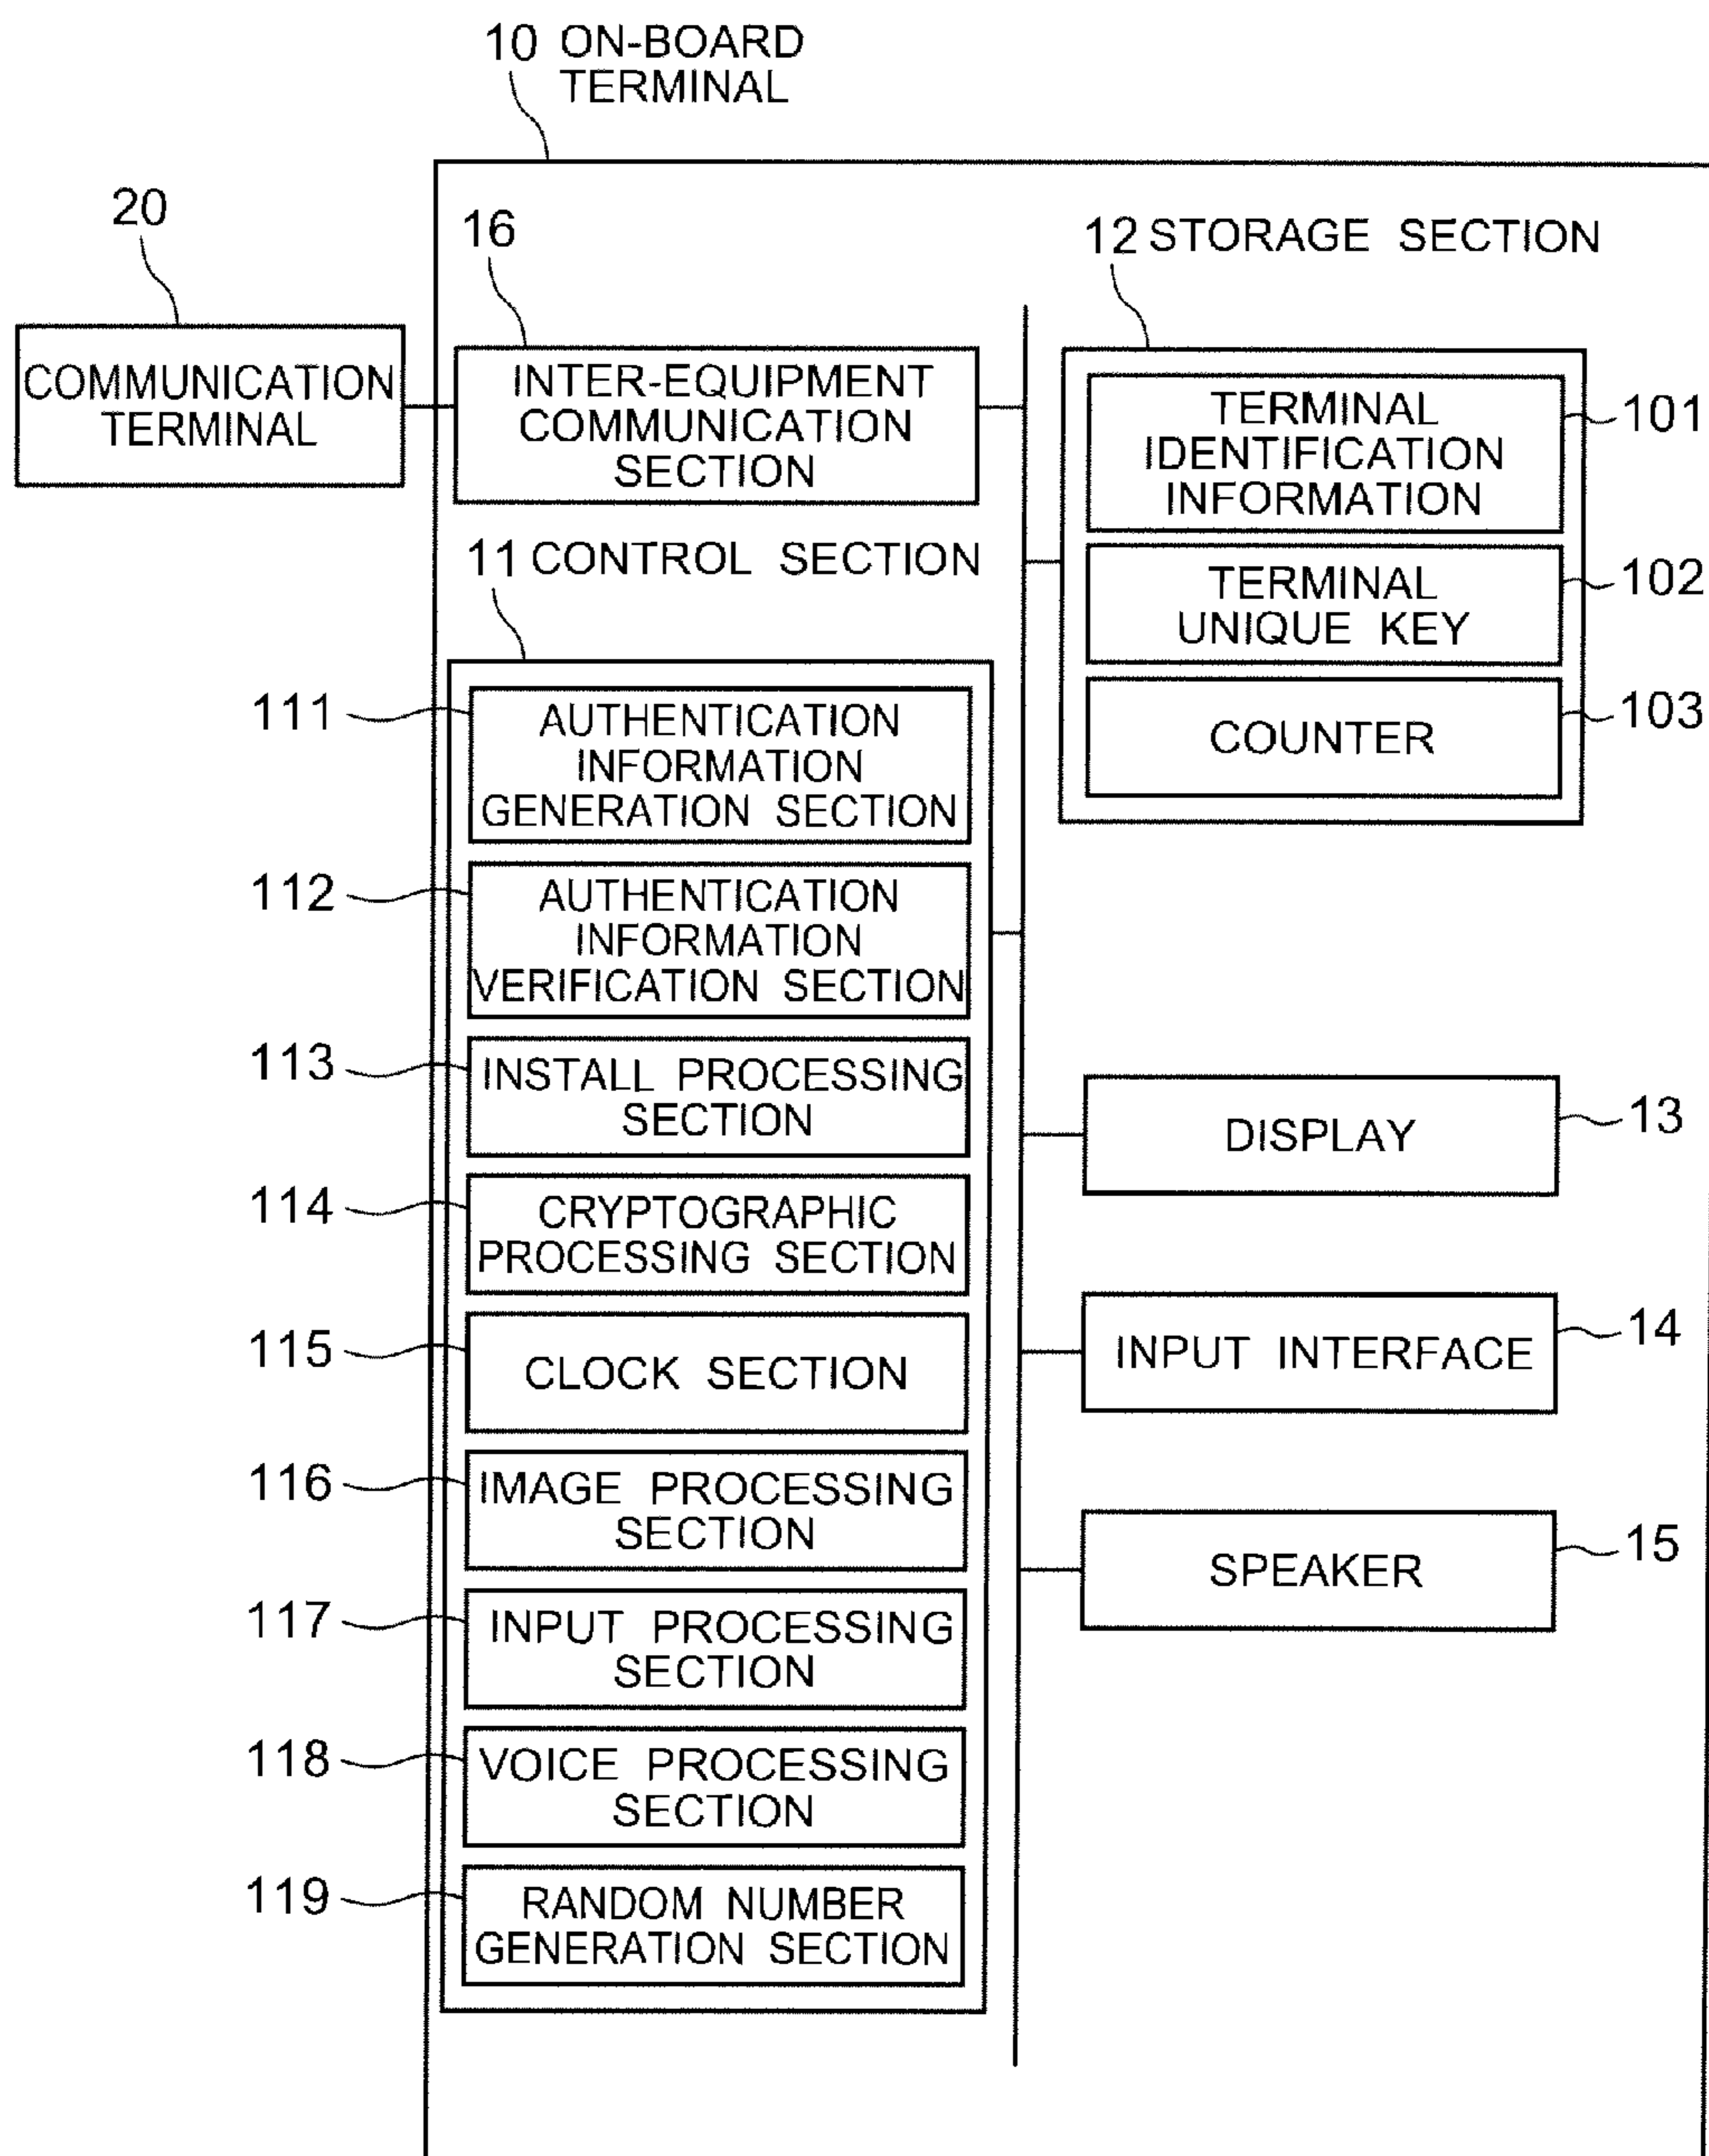 10 ON-BOARD
TERMINAL
20
16
12 STORAGE SECTION
COMMUNICATION
TERMINAL
INTER-EQUIPMENT
COMMUNICATION
SECTION
TERMINAL
IDENTIFICATION
INFORMATION
101
11 CONTROL SECTION
TERMINAL
UNIQUE KEY
102
COUNTER
103
111
AUTHENTICATION
INFORMATION
GENERATION SECTION
112
AUTHENTICATION
INFORMATION
VERIFICATION SECTION
113
INSTALL PROCESSING
SECTION
DISPLAY
13
114
CRYPTOGRAPHIC
PROCESSING SECTION
115
CLOCK SECTION
INPUT INTERFACE
14
116
IMAGE PROCESSING
SECTION
SPEAKER
15
117
INPUT PROCESSING
SECTION
118
VOICE PROCESSING
SECTION
119
RANDOM NUMBER
GENERATION SECTION